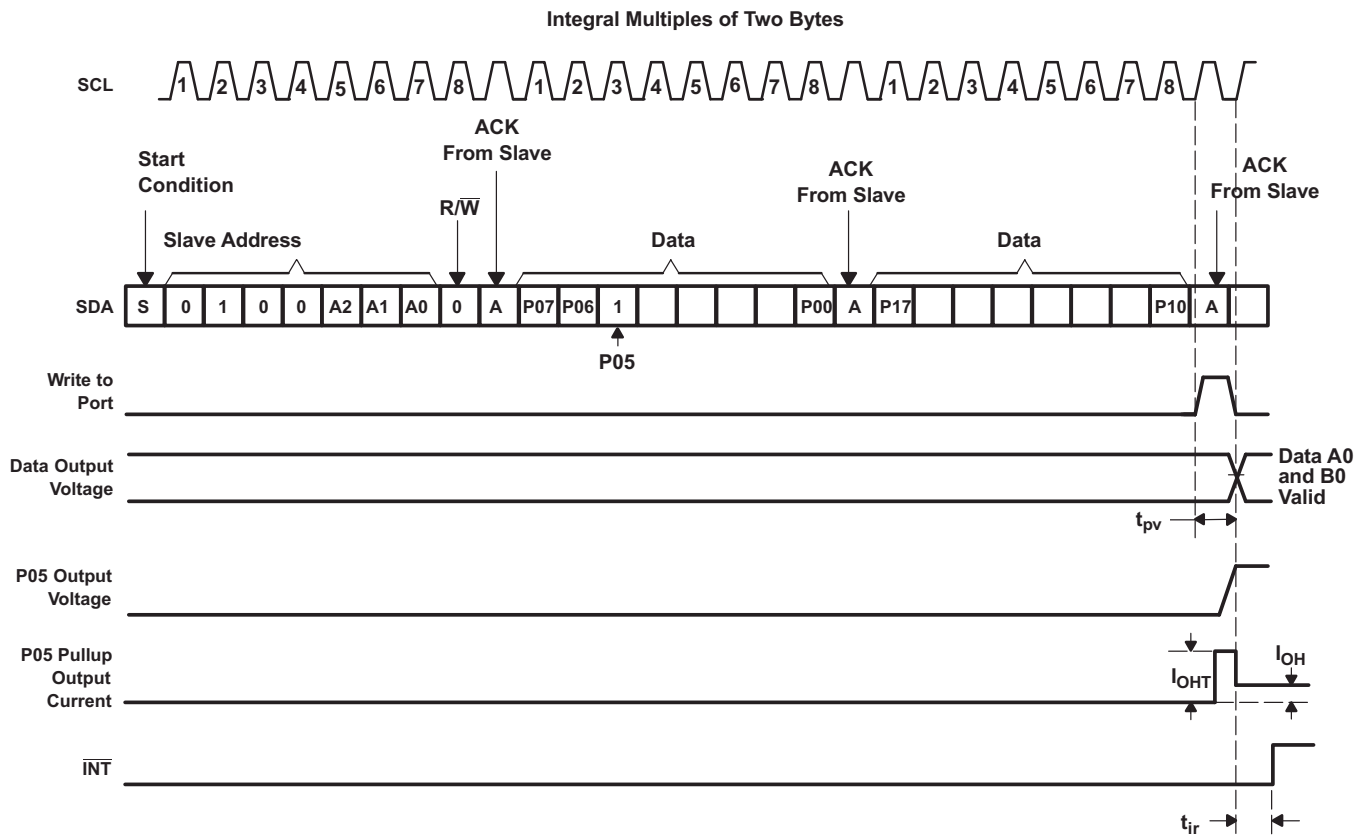 Integral Multiples of Two Bytes
SCL
1 2 3 4 5 6 7 8 1 2 3 4 5 6 7 8 1 2 3 4 5 6 7 8
Start
Condition
R/W̅
ACK
From Slave
ACK
From Slave
ACK
From Slave
Slave Address
Data
Data
SDA
S 0 1 0 0 A2 A1 A0 0 A P07 P06 1 P00 A P17 P10 A
P05
Write to
Port
Data Output
Voltage
Data A0
and B0
Valid
tpv
P05 Output
Voltage
P05 Pullup
Output
Current
IOHT
IOH
I̅N̅T̅
tir